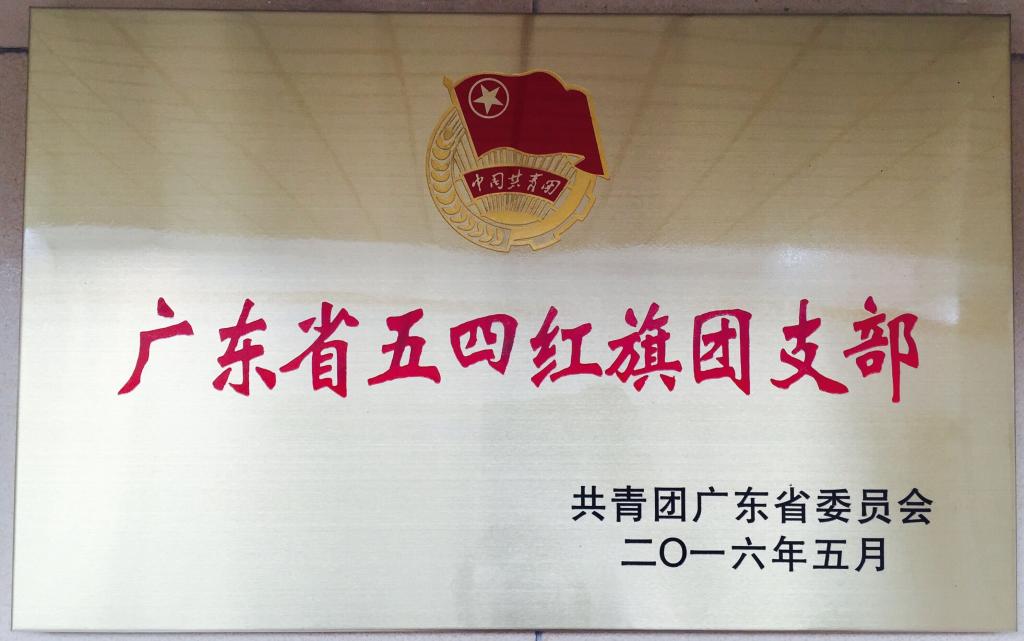 中国共青团
广东省五四红旗团支部
共青团广东省委员会
二〇一六年五月